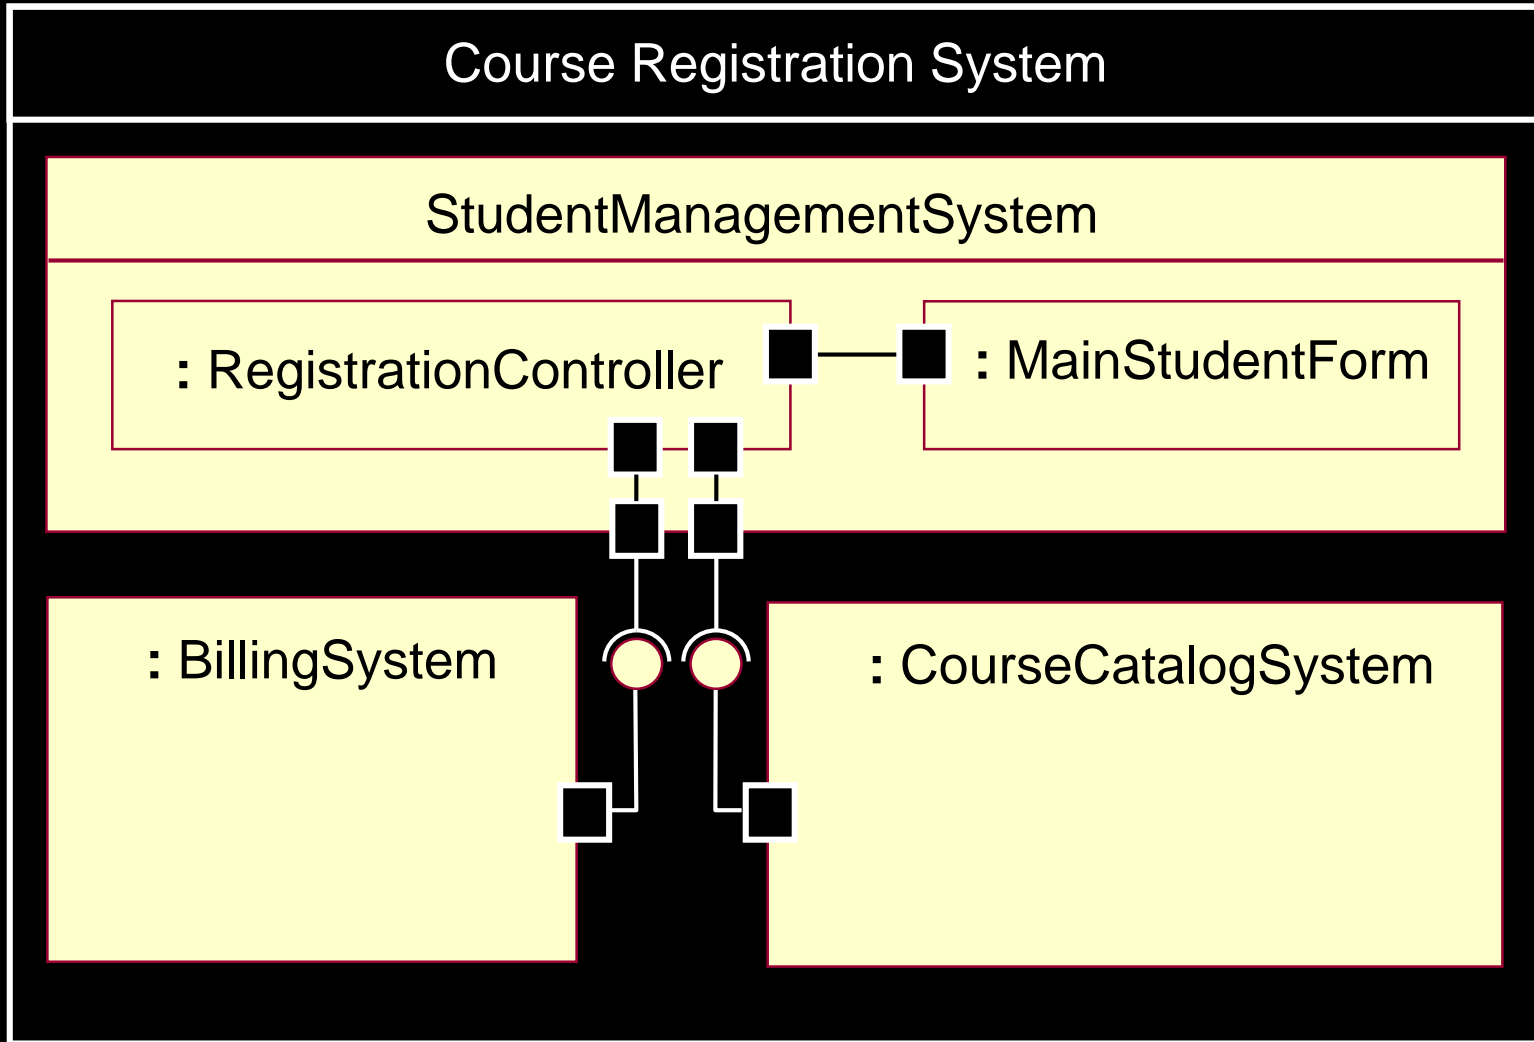 Course Registration System
StudentManagementSystem
: RegistrationController
: MainStudentForm
: BillingSystem
: CourseCatalogSystem